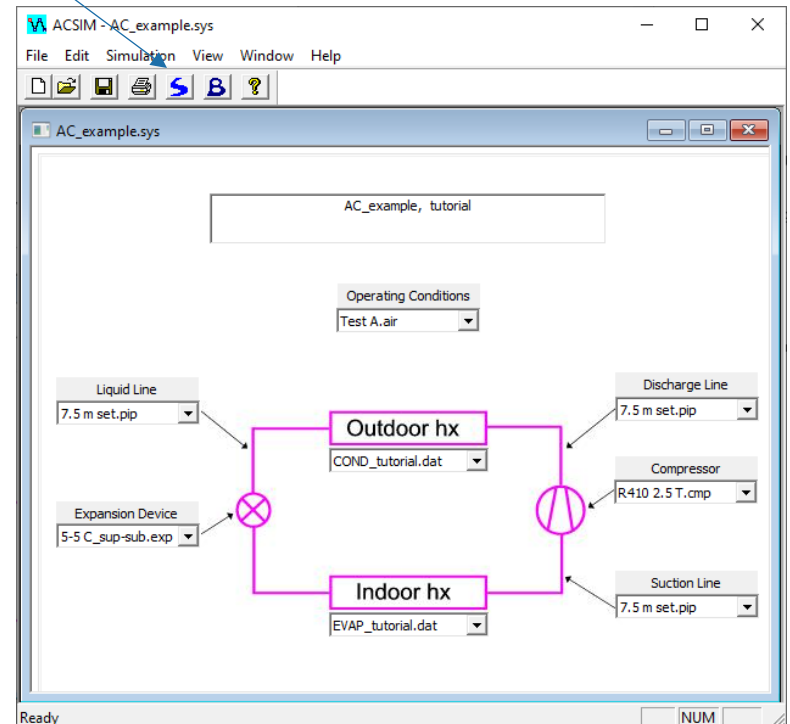 ACSIM - AC_example.sys
File Edit Simulation View Window Help
S B ?
AC_example.sys
AC_example, tutorial
Operating Conditions
Test A.air
Liquid Line
7.5 m set.pip
Discharge Line
7.5 m set.pip
Outdoor hx
COND_tutorial.dat
Compressor
R410 2.5 T.cmp
Expansion Device
5-5 C_sup-sub.exp
Indoor hx
EVAP_tutorial.dat
Suction Line
7.5 m set.pip
Ready NUM